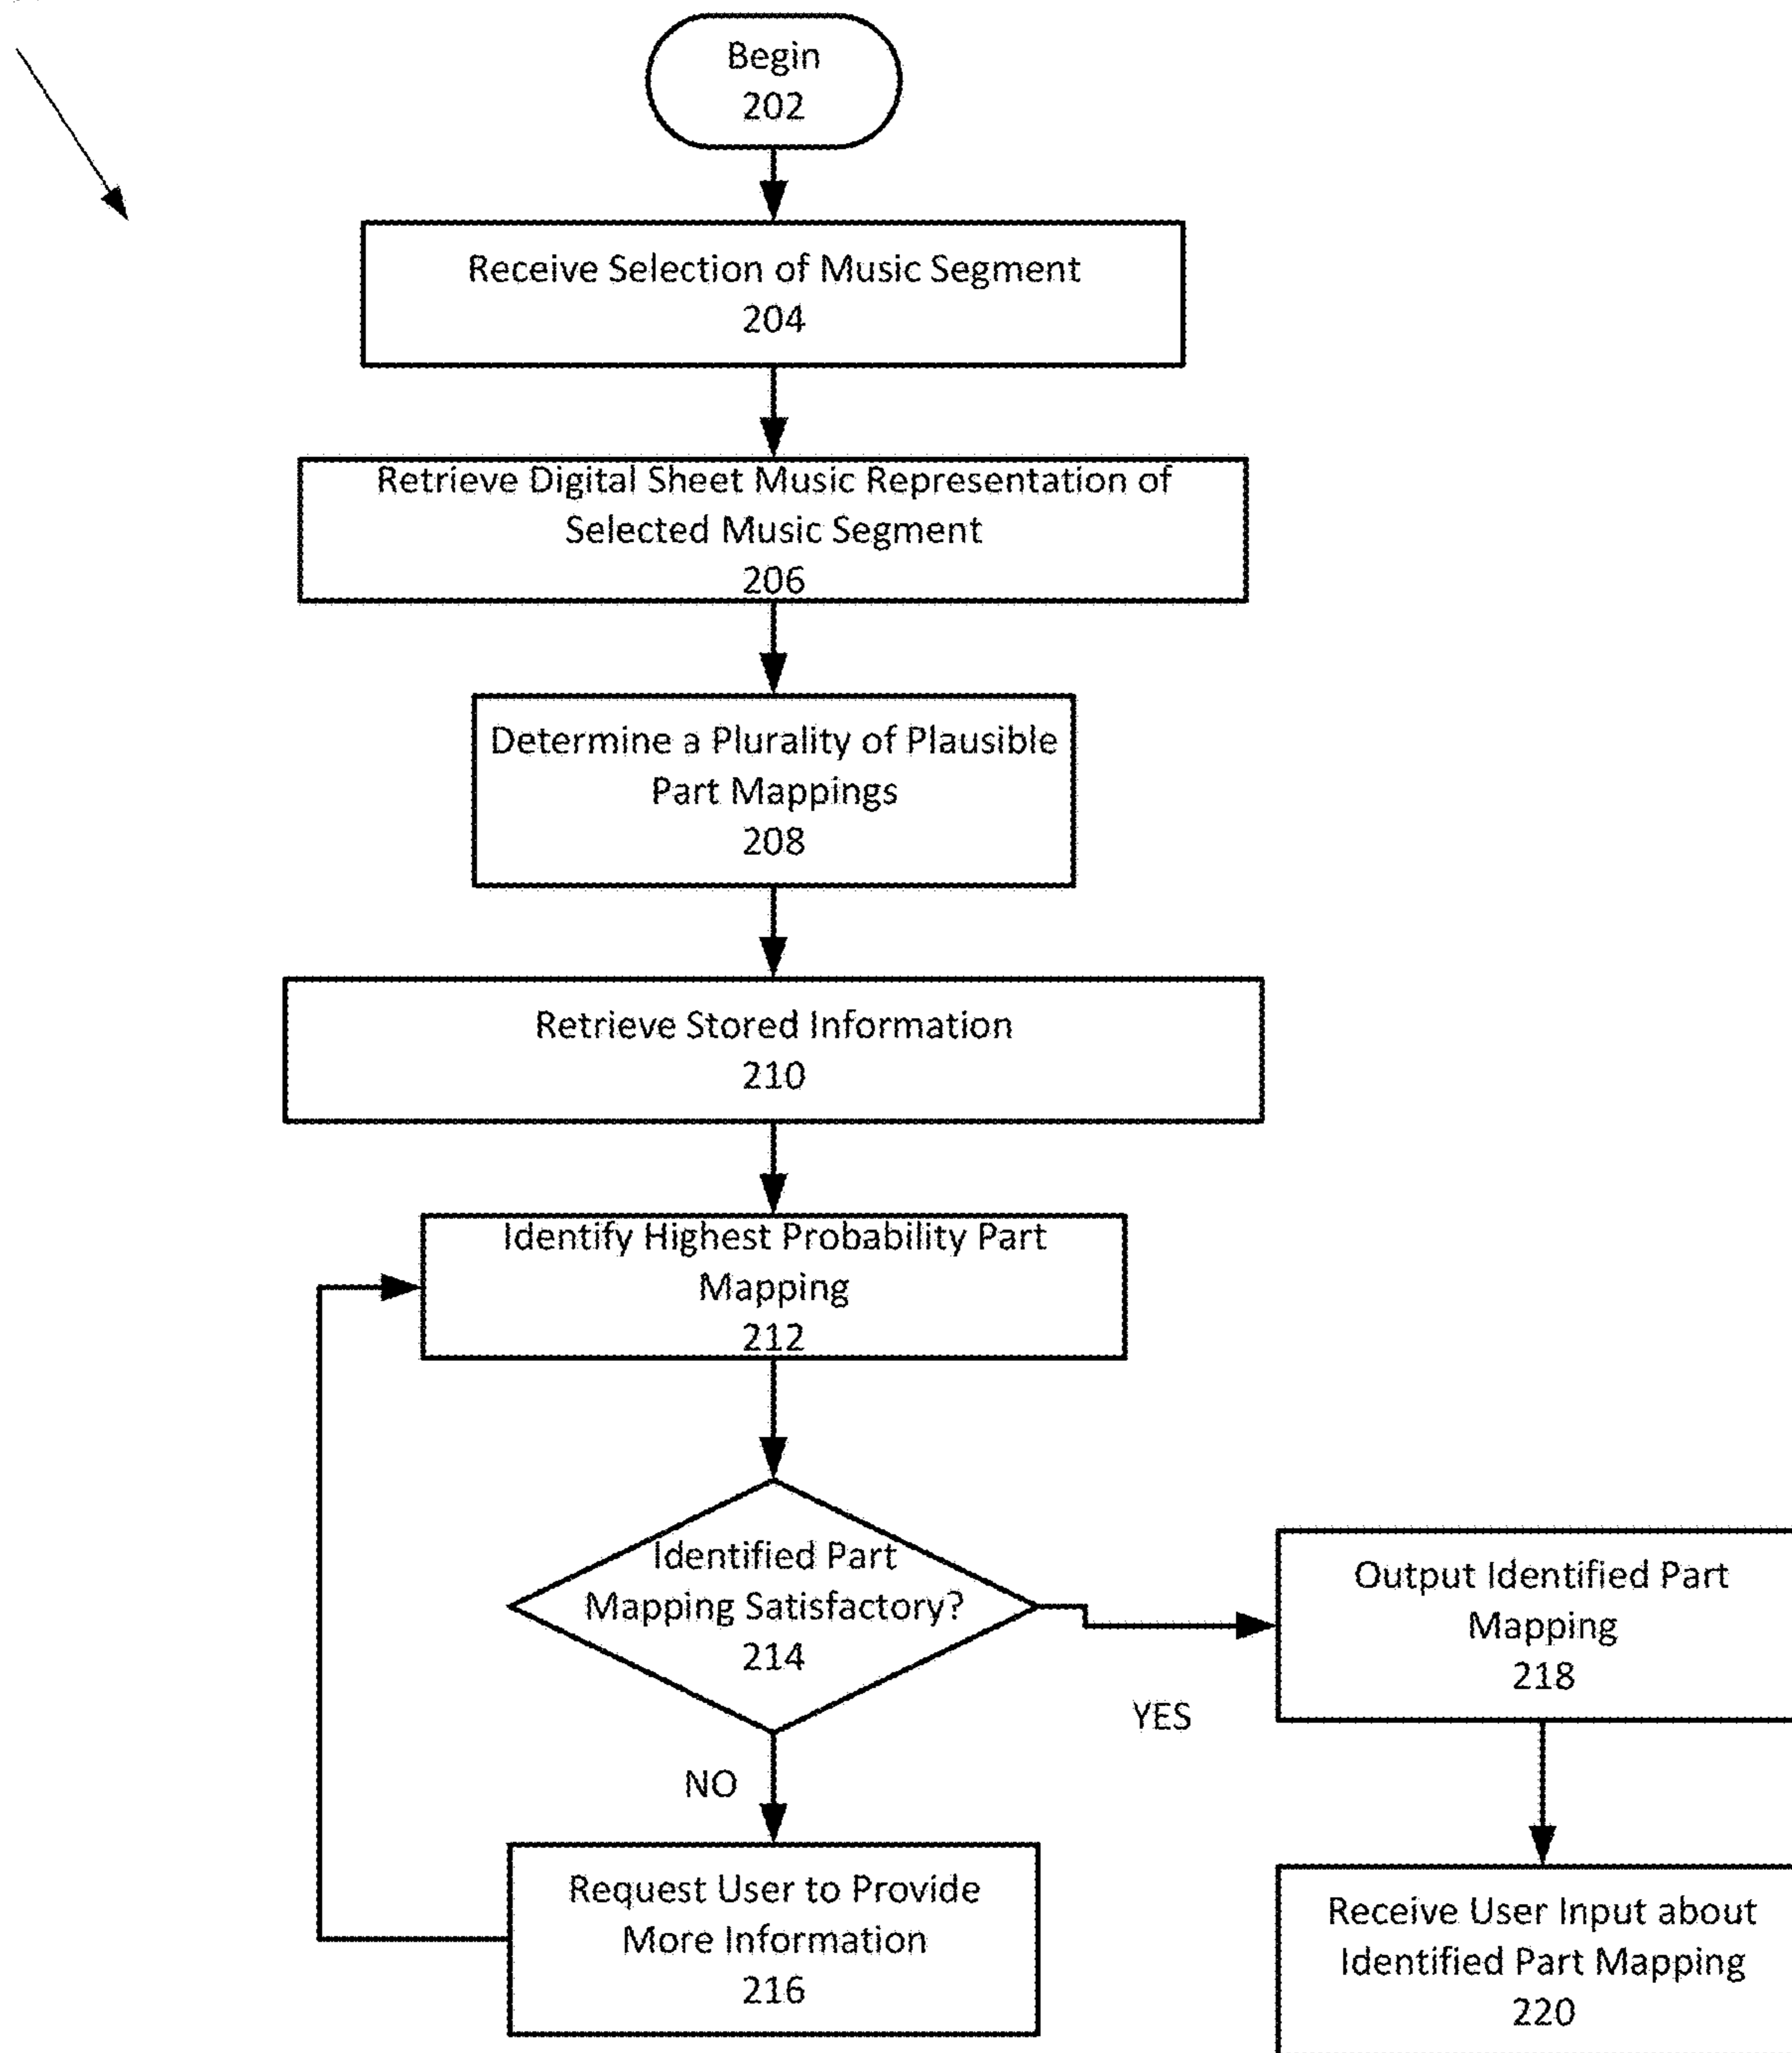 Begin
202
Receive Selection of Music Segment
204
Retrieve Digital Sheet Music Representation of
Selected Music Segment
206
Determine a Plurality of Plausible
Part Mappings
208
Retrieve Stored Information
210
Identify Highest Probability Part
Mapping
212
Identified Part
Mapping Satisfactory?
214
YES
NO
Output Identified Part
Mapping
218
Request User to Provide
More Information
216
Receive User Input about
Identified Part Mapping
220